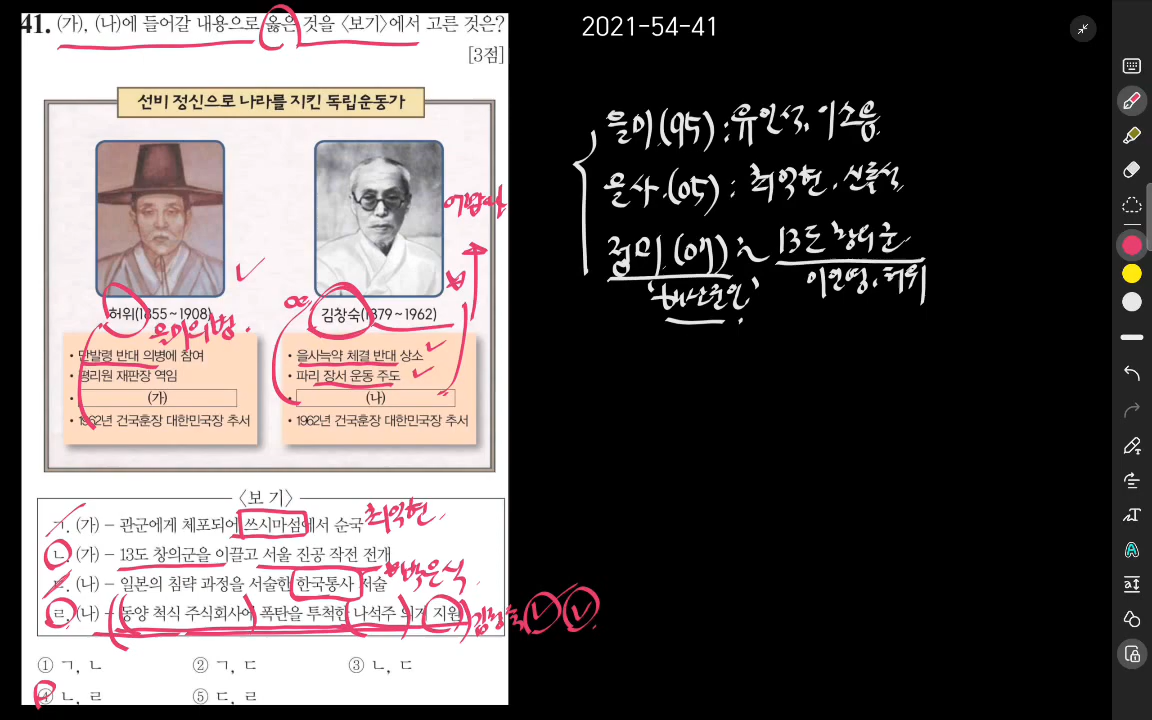 41. (가), (나)에 들어갈 내용으로 옳은 것을 <보기>에서 고른 것은?
[3점]
선비 정신으로 나라를 지킨 독립운동가
허위(1855~1908)
을미의병.
• 단발령 반대 의병에 참여
• 평리원 재판장 역임
• (가)
• 1962년 건국훈장 대한민국장 추서
김창숙(1879~1962)
• 을사늑약 체결 반대 상소
• 파리 장서 운동 주도
• (나)
• 1962년 건국훈장 대한민국장 추서
<보기>
ㄱ. (가) - 관군에게 체포되어 쓰시마섬에서 순국 최익현.
ㄴ. (가) - 13도 창의군을 이끌고 서울 진공 작전 전개
ㄷ. (나) - 일본의 침략 과정을 서술한 한국통사 저술 박은식.
ㄹ. (나) - 동양 척식 주식회사에 폭탄을 투척한 나석주 의거 지원 김창숙
① ㄱ, ㄴ ② ㄱ, ㄷ ③ ㄴ, ㄷ
④ ㄴ, ㄹ ⑤ ㄷ, ㄹ
2021-54-41
을미(95) : 유인석, 이소응
을사(05) : 최익현, 신돌석
정미(07) ~ 13도 창의군
'해산군인' 이인영, 허위